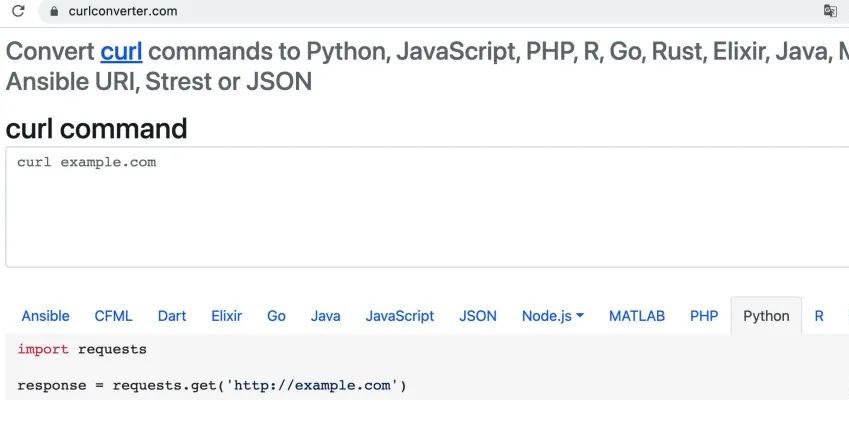 curlconverter.com
Convert curl commands to Python, JavaScript, PHP, R, Go, Rust, Elixir, Java,
Ansible URI, Strest or JSON
curl command
curl example.com
Ansible CFML Dart Elixir Go Java JavaScript JSON Node.js MATLAB PHP Python R
import requests
response = requests.get('http://example.com')